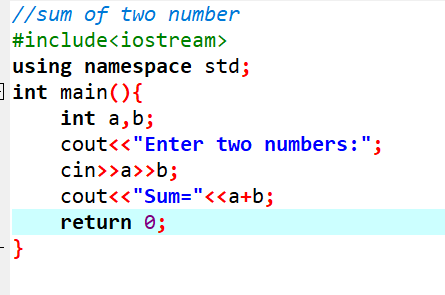 //sum of two number
#include<iostream>
using namespace std;
int main(){
    int a,b;
    cout<<"Enter two numbers:";
    cin>>a>>b;
    cout<<"Sum="<<a+b;
    return 0;
}